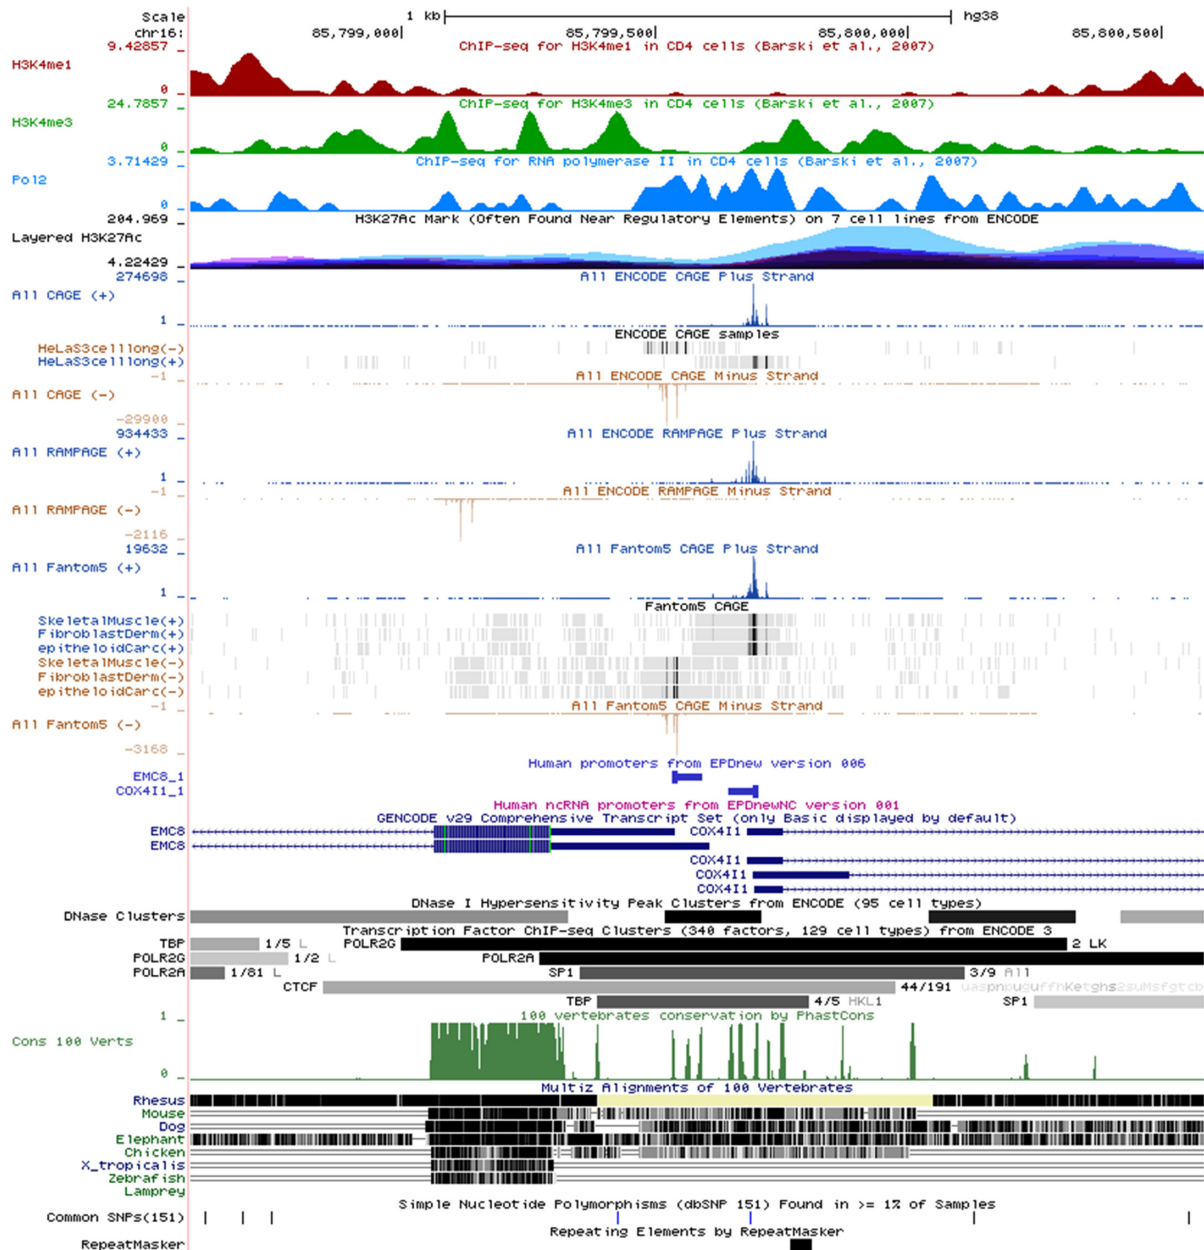 Scale 1 kb hg38
chr16: 85,799,000 85,799,500 85,800,000 85,800,500
9.42857 ChIP-seq for H3K4me1 in CD4 cells (Barski et al., 2007)
H3K4me1
0
24.7857 ChIP-seq for H3K4me3 in CD4 cells (Barski et al., 2007)
H3K4me3
0
3.71429 ChIP-seq for RNA polymerase II in CD4 cells (Barski et al., 2007)
Pol2
0
204.969 H3K27Ac Mark (Often Found Near Regulatory Elements) on 7 cell lines from ENCODE
Layered H3K27Ac
4.22429
274698 All ENCODE CAGE Plus Strand
All CAGE (+)
1
ENCODE CAGE samples
HeLaS3celllong(-)
HeLaS3celllong(+)
-1 All ENCODE CAGE Minus Strand
All CAGE (-)
-29900
934433 All ENCODE RAMPAGE Plus Strand
All RAMPAGE (+)
1
-1 All ENCODE RAMPAGE Minus Strand
All RAMPAGE (-)
-2116
19632 All Fantom5 CAGE Plus Strand
All Fantom5 (+)
1
Fantom5 CAGE
SkeletalMuscle(+)
FibroblastDerm(+)
epitheloidCarc(+)
SkeletalMuscle(-)
FibroblastDerm(-)
epitheloidCarc(-)
-1 All Fantom5 CAGE Minus Strand
All Fantom5 (-)
-3168
Human promoters from EPDnew version 006
EMC8_1
COX4I1_1
Human ncRNA promoters from EPDnewNC version 001
GENCODE v29 Comprehensive Transcript Set (only Basic displayed by default)
EMC8 COX4I1
EMC8
COX4I1
COX4I1
COX4I1
DNase I Hypersensitivity Peak Clusters from ENCODE (95 cell types)
DNase Clusters
Transcription Factor ChIP-seq Clusters (340 factors, 129 cell types) from ENCODE 3
TBP 1/5 L POLR2G 2 LK
POLR2G 1/2 L POLR2A
POLR2A 1/81 L SP1 3/9 All
CTCF 44/191
TBP 4/5 HKL1 SP1
1 100 vertebrates conservation by PhastCons
Cons 100 Verts
0
Multiz Alignments of 100 Vertebrates
Rhesus
Mouse
Dog
Elephant
Chicken
X_tropicalis
Zebrafish
Lamprey
Simple Nucleotide Polymorphisms (dbSNP 151) Found in >= 1% of Samples
Common SNPs(151)
Repeating Elements by RepeatMasker
RepeatMasker